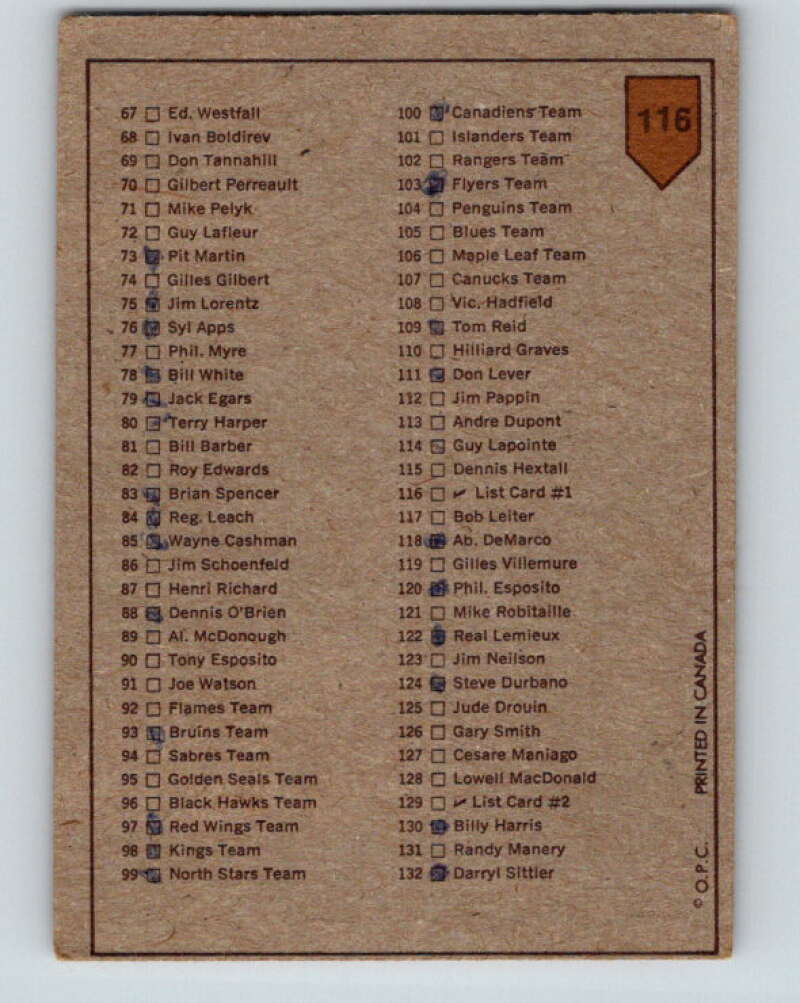 116
67 Ed. Westfall
68 Ivan Boldirev
69 Don Tannahill
70 Gilbert Perreault
71 Mike Pelyk
72 Guy Lafleur
73 Pit Martin
74 Gilles Gilbert
75 Jim Lorentz
76 Syl Apps
77 Phil. Myre
78 Bill White
79 Jack Egars
80 Terry Harper
81 Bill Barber
82 Roy Edwards
83 Brian Spencer
84 Reg. Leach
85 Wayne Cashman
86 Jim Schoenfeld
87 Henri Richard
88 Dennis O'Brien
89 Al. McDonough
90 Tony Esposito
91 Joe Watson
92 Flames Team
93 Bruins Team
94 Sabres Team
95 Golden Seals Team
96 Black Hawks Team
97 Red Wings Team
98 Kings Team
99 North Stars Team
100 Canadiens Team
101 Islanders Team
102 Rangers Team
103 Flyers Team
104 Penguins Team
105 Blues Team
106 Maple Leaf Team
107 Canucks Team
108 Vic. Hadfield
109 Tom Reid
110 Hilliard Graves
111 Don Lever
112 Jim Pappin
113 Andre Dupont
114 Guy Lapointe
115 Dennis Hextall
116 ✓ List Card #1
117 Bob Leiter
118 Ab. DeMarco
119 Gilles Villemure
120 Phil. Esposito
121 Mike Robitaille
122 Real Lemieux
123 Jim Neilson
124 Steve Durbano
125 Jude Drouin
126 Gary Smith
127 Cesare Maniago
128 Lowell MacDonald
129 ✓ List Card #2
130 Billy Harris
131 Randy Manery
132 Darryl Sittler
© O.P.C. PRINTED IN CANADA